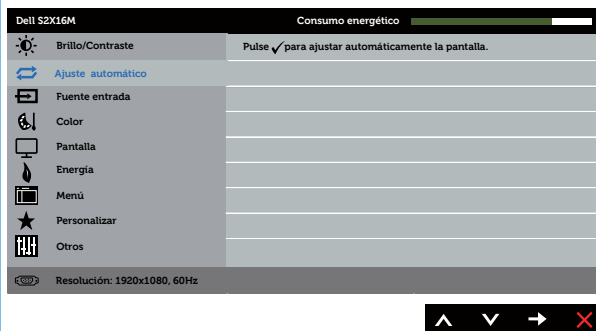 Dell S2X16M
Consumo energético
Brillo/Contraste
Pulse ✓ para ajustar automáticamente la pantalla.
Ajuste automático
Fuente entrada
Color
Pantalla
Energía
Menú
Personalizar
Otros
Resolución: 1920x1080, 60Hz